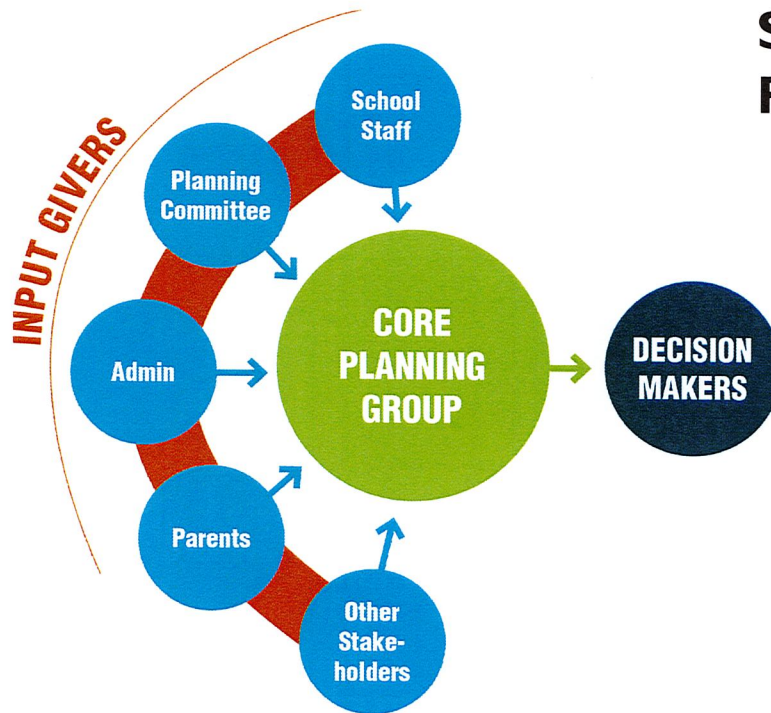 INPUT GIVERS
School
Staff
Planning
Committee
Admin
Parents
Other
Stake-
holders
CORE
PLANNING
GROUP
DECISION
MAKERS